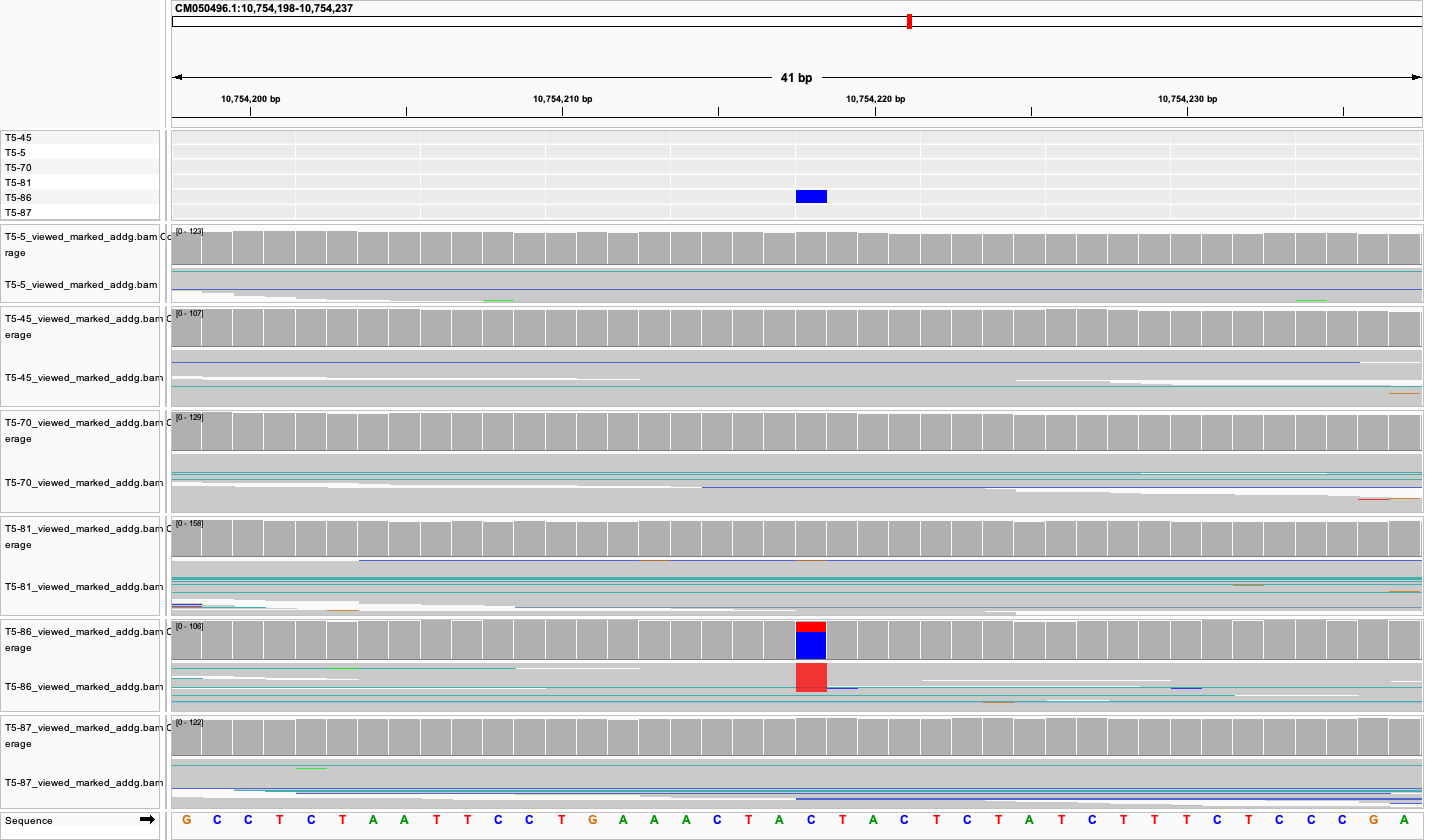 CM050496.1:10,754,198-10,754,237
41 bp
10,754,200 bp 10,754,210 bp 10,754,220 bp 10,754,230 bp
T5-45
T5-5
T5-70
T5-81
T5-86
T5-87
T5-5_viewed_marked_addg.bam Co
rage
[0 - 123]
T5-5_viewed_marked_addg.bam
T5-45_viewed_marked_addg.bam C
erage
[0 - 107]
T5-45_viewed_marked_addg.bam
T5-70_viewed_marked_addg.bam C
erage
[0 - 129]
T5-70_viewed_marked_addg.bam
T5-81_viewed_marked_addg.bam C
erage
[0 - 158]
T5-81_viewed_marked_addg.bam
T5-86_viewed_marked_addg.bam C
erage
[0 - 106]
T5-86_viewed_marked_addg.bam
T5-87_viewed_marked_addg.bam C
erage
[0 - 122]
T5-87_viewed_marked_addg.bam
Sequence G C C T C T A A T T C C T G A A A C T A C T A C T C T A T C T T T C T C C C G A